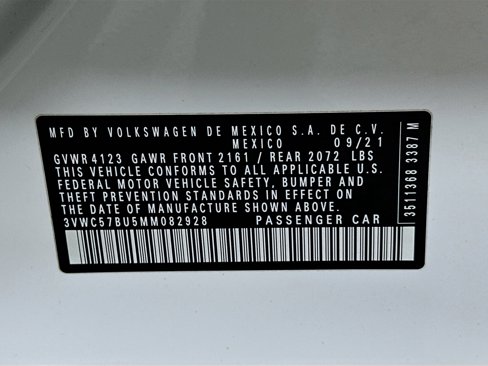 MFD BY VOLKSWAGEN DE MEXICO S.A. DE C.V.
MEXICO 09/21
GVWR 4123 GAWR FRONT 2161 / REAR 2072 LBS
THIS VEHICLE CONFORMS TO ALL APPLICABLE U.S.
FEDERAL MOTOR VEHICLE SAFETY, BUMPER AND
THEFT PREVENTION STANDARDS IN EFFECT ON
THE DATE OF MANUFACTURE SHOWN ABOVE.
3VWC57BU5MM082928 PASSENGER CAR
3511368 3387 M